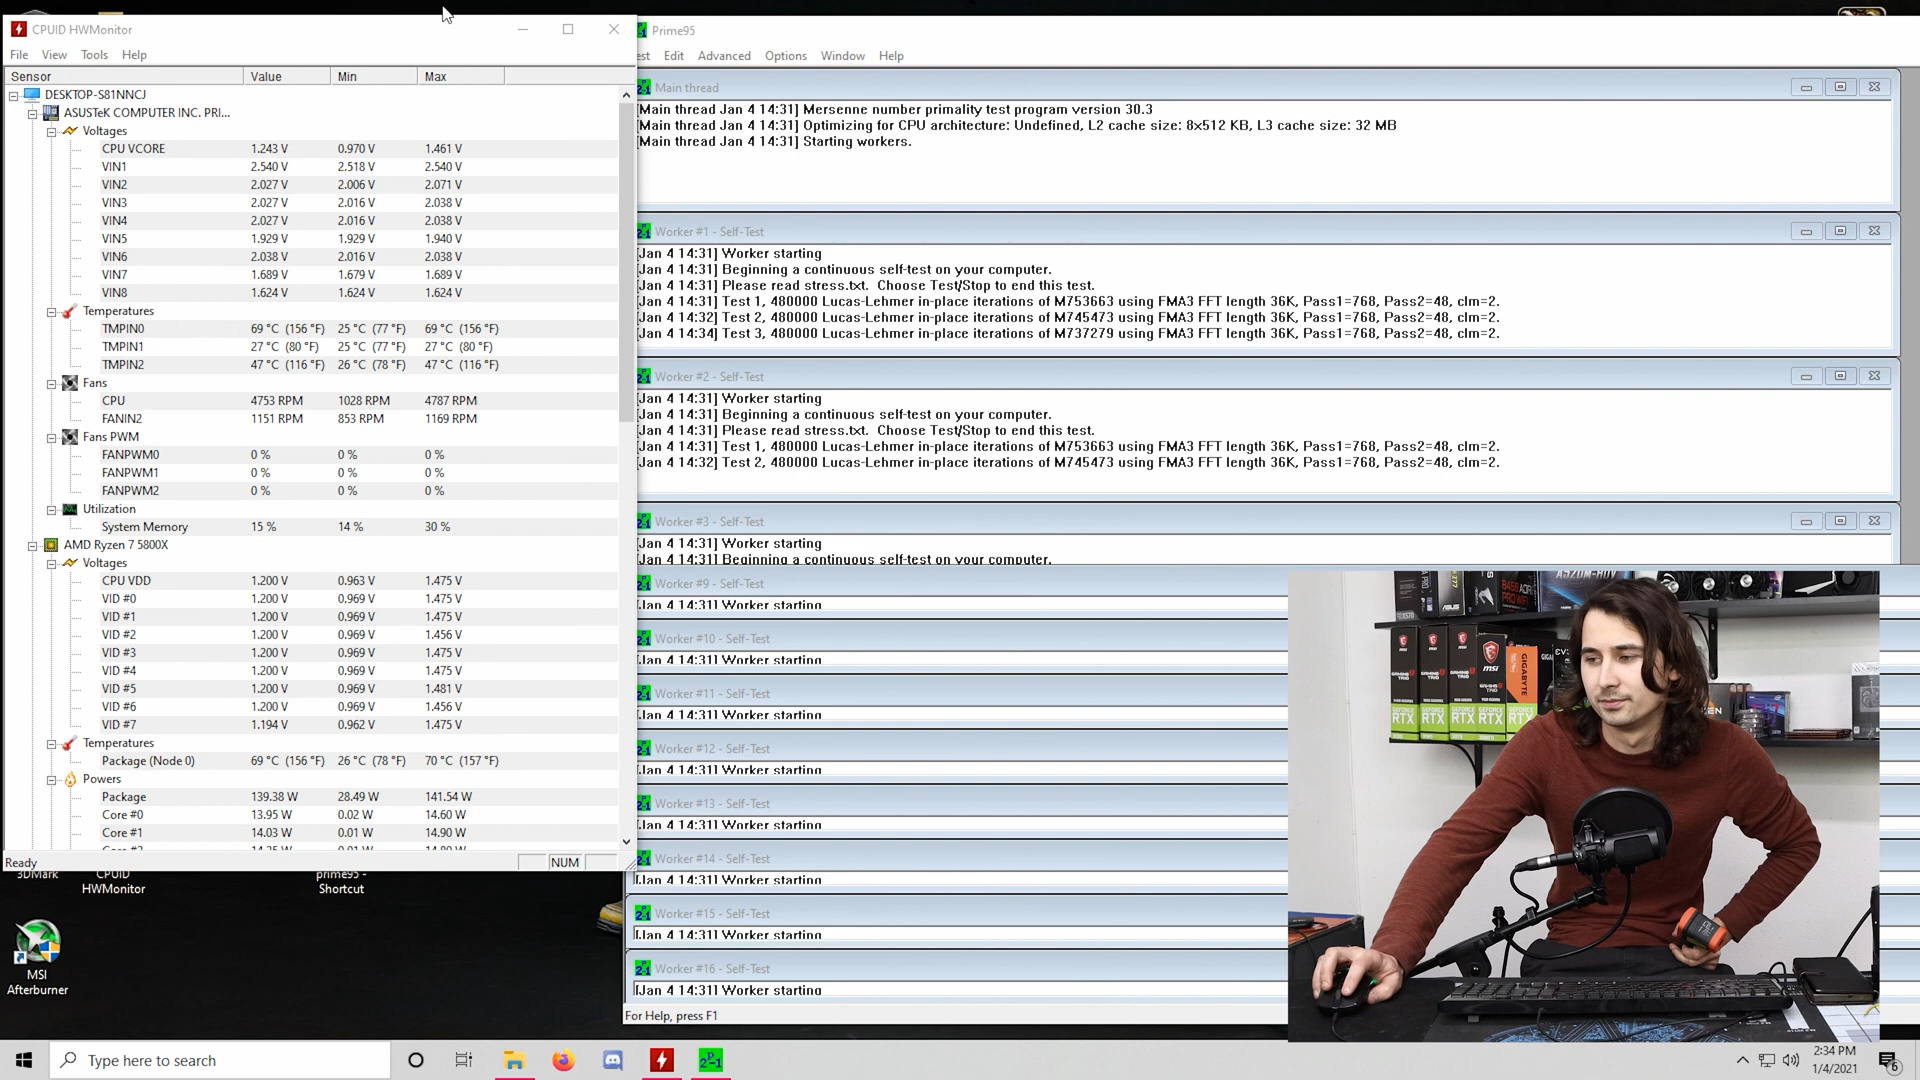 CPUID HWMonitor
File View Tools Help
Sensor Value Min Max
DESKTOP-S81NNCJ
ASUSTeK COMPUTER INC. PRI...
Voltages
CPU VCORE 1.243 V 0.970 V 1.461 V
VIN1 2.540 V 2.518 V 2.540 V
VIN2 2.027 V 2.006 V 2.071 V
VIN3 2.027 V 2.016 V 2.038 V
VIN4 2.027 V 2.016 V 2.038 V
VIN5 1.929 V 1.929 V 1.940 V
VIN6 2.038 V 2.016 V 2.038 V
VIN7 1.689 V 1.679 V 1.689 V
VIN8 1.624 V 1.624 V 1.624 V
Temperatures
TMPIN0 69 °C (156 °F) 25 °C (77 °F) 69 °C (156 °F)
TMPIN1 27 °C (80 °F) 25 °C (77 °F) 27 °C (80 °F)
TMPIN2 47 °C (116 °F) 26 °C (78 °F) 47 °C (116 °F)
Fans
CPU 4753 RPM 1028 RPM 4787 RPM
FANIN2 1151 RPM 853 RPM 1169 RPM
Fans PWM
FANPWM0 0 % 0 % 0 %
FANPWM1 0 % 0 % 0 %
FANPWM2 0 % 0 % 0 %
Utilization
System Memory 15 % 14 % 30 %
AMD Ryzen 7 5800X
Voltages
CPU VDD 1.200 V 0.963 V 1.475 V
VID #0 1.200 V 0.969 V 1.475 V
VID #1 1.200 V 0.969 V 1.475 V
VID #2 1.200 V 0.969 V 1.456 V
VID #3 1.200 V 0.969 V 1.475 V
VID #4 1.200 V 0.969 V 1.475 V
VID #5 1.200 V 0.969 V 1.481 V
VID #6 1.200 V 0.969 V 1.456 V
VID #7 1.194 V 0.962 V 1.475 V
Temperatures
Package (Node 0) 69 °C (156 °F) 26 °C (78 °F) 70 °C (157 °F)
Powers
Package 139.38 W 28.49 W 141.54 W
Core #0 13.95 W 0.02 W 14.60 W
Core #1 14.03 W 0.01 W 14.90 W
Ready NUM
Prime95
est Edit Advanced Options Window Help
Main thread
[Main thread Jan 4 14:31] Mersenne number primality test program version 30.3
[Main thread Jan 4 14:31] Optimizing for CPU architecture: Undefined, L2 cache size: 8x512 KB, L3 cache size: 32 MB
[Main thread Jan 4 14:31] Starting workers.
Worker #1 - Self-Test
[Jan 4 14:31] Worker starting
[Jan 4 14:31] Beginning a continuous self-test on your computer.
[Jan 4 14:31] Please read stress.txt. Choose Test/Stop to end this test.
[Jan 4 14:31] Test 1, 480000 Lucas-Lehmer in-place iterations of M753663 using FMA3 FFT length 36K, Pass1=768, Pass2=48, clm=2.
[Jan 4 14:32] Test 2, 480000 Lucas-Lehmer in-place iterations of M745473 using FMA3 FFT length 36K, Pass1=768, Pass2=48, clm=2.
[Jan 4 14:34] Test 3, 480000 Lucas-Lehmer in-place iterations of M737279 using FMA3 FFT length 36K, Pass1=768, Pass2=48, clm=2.
Worker #2 - Self-Test
[Jan 4 14:31] Worker starting
[Jan 4 14:31] Beginning a continuous self-test on your computer.
[Jan 4 14:31] Please read stress.txt. Choose Test/Stop to end this test.
[Jan 4 14:31] Test 1, 480000 Lucas-Lehmer in-place iterations of M753663 using FMA3 FFT length 36K, Pass1=768, Pass2=48, clm=2.
[Jan 4 14:32] Test 2, 480000 Lucas-Lehmer in-place iterations of M745473 using FMA3 FFT length 36K, Pass1=768, Pass2=48, clm=2.
Worker #3 - Self-Test
[Jan 4 14:31] Worker starting
[Jan 4 14:31] Beginning a continuous self-test on your computer.
Worker #9 - Self-Test
[Jan 4 14:31] Worker starting
Worker #10 - Self-Test
[Jan 4 14:31] Worker starting
Worker #11 - Self-Test
[Jan 4 14:31] Worker starting
Worker #12 - Self-Test
[Jan 4 14:31] Worker starting
Worker #13 - Self-Test
[Jan 4 14:31] Worker starting
Worker #14 - Self-Test
[Jan 4 14:31] Worker starting
Worker #15 - Self-Test
[Jan 4 14:31] Worker starting
Worker #16 - Self-Test
[Jan 4 14:31] Worker starting
For Help, press F1
3DMark
CPUID
HWMonitor
prime95 -
Shortcut
MSI
Afterburner
msi
GIGABYTE
RTX RTX RTX RTX
Type here to search
2:34 PM
1/4/2021
6